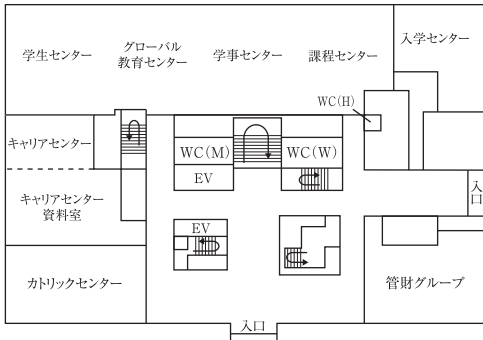 学生センター
グローバル
教育センター
学事センター
課程センター
入学センター
WC(H)
キャリアセンター
WC(M)
WC(W)
EV
キャリアセンター
資料室
入口
EV
カトリックセンター
管財グループ
入口